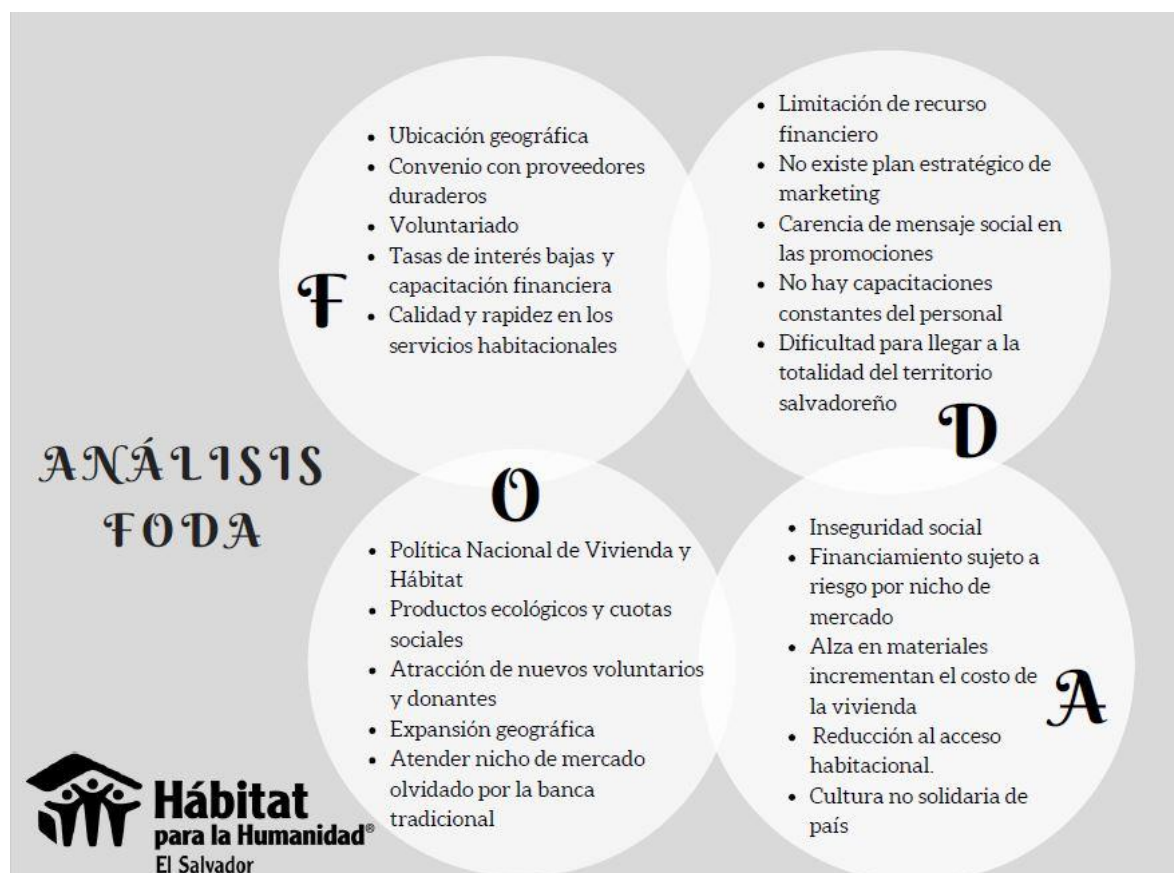 ANÁLISIS
FODA
F
• Ubicación geográfica
• Convenio con proveedores
duraderos
• Voluntariado
• Tasas de interés bajas y
capacitación financiera
• Calidad y rapidez en los
servicios habitacionales
D
• Limitación de recurso
financiero
• No existe plan estratégico de
marketing
• Carencia de mensaje social en
las promociones
• No hay capacitaciones
constantes del personal
• Dificultad para llegar a la
totalidad del territorio
salvadoreño
O
• Política Nacional de Vivienda y
Hábitat
• Productos ecológicos y cuotas
sociales
• Atracción de nuevos voluntarios
y donantes
• Expansión geográfica
• Atender nicho de mercado
olvidado por la banca
tradicional
A
• Inseguridad social
• Financiamiento sujeto a
riesgo por nicho de
mercado
• Alza en materiales
incrementan el costo de
la vivienda
• Reducción al acceso
habitacional.
• Cultura no solidaria de
país
Hábitat
para la Humanidad®
El Salvador